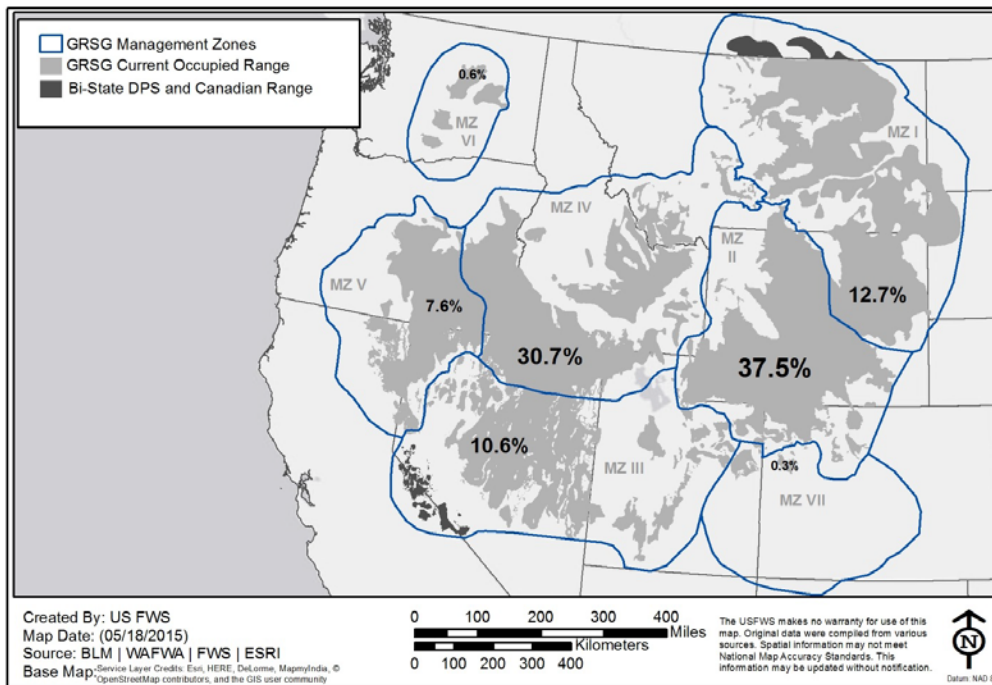 GRSG Management Zones
GRSG Current Occupied Range
Bi-State DPS and Canadian Range
0.6%
MZ
VI
MZ I
MZ IV
MZ
II
MZ V
7.6%
12.7%
30.7%
37.5%
10.6%
MZ III
0.3%
MZ VII
Created By: US FWS
Map Date: (05/18/2015)
Source: BLM | WAFWA | FWS | ESRI
Base Map: Service Layer Credits: Esri, HERE, DeLorme, MapmyIndia, ©
OpenStreetMap contributors, and the GIS user community
0 100 200 300 400
Miles
Kilometers
0 100 200 300 400
The USFWS makes no warranty for use of this
map. Original data were compiled from various
sources. Spatial information may not meet
National Map Accuracy Standards. This
information may be updated without notification.
N
Datum: NAD